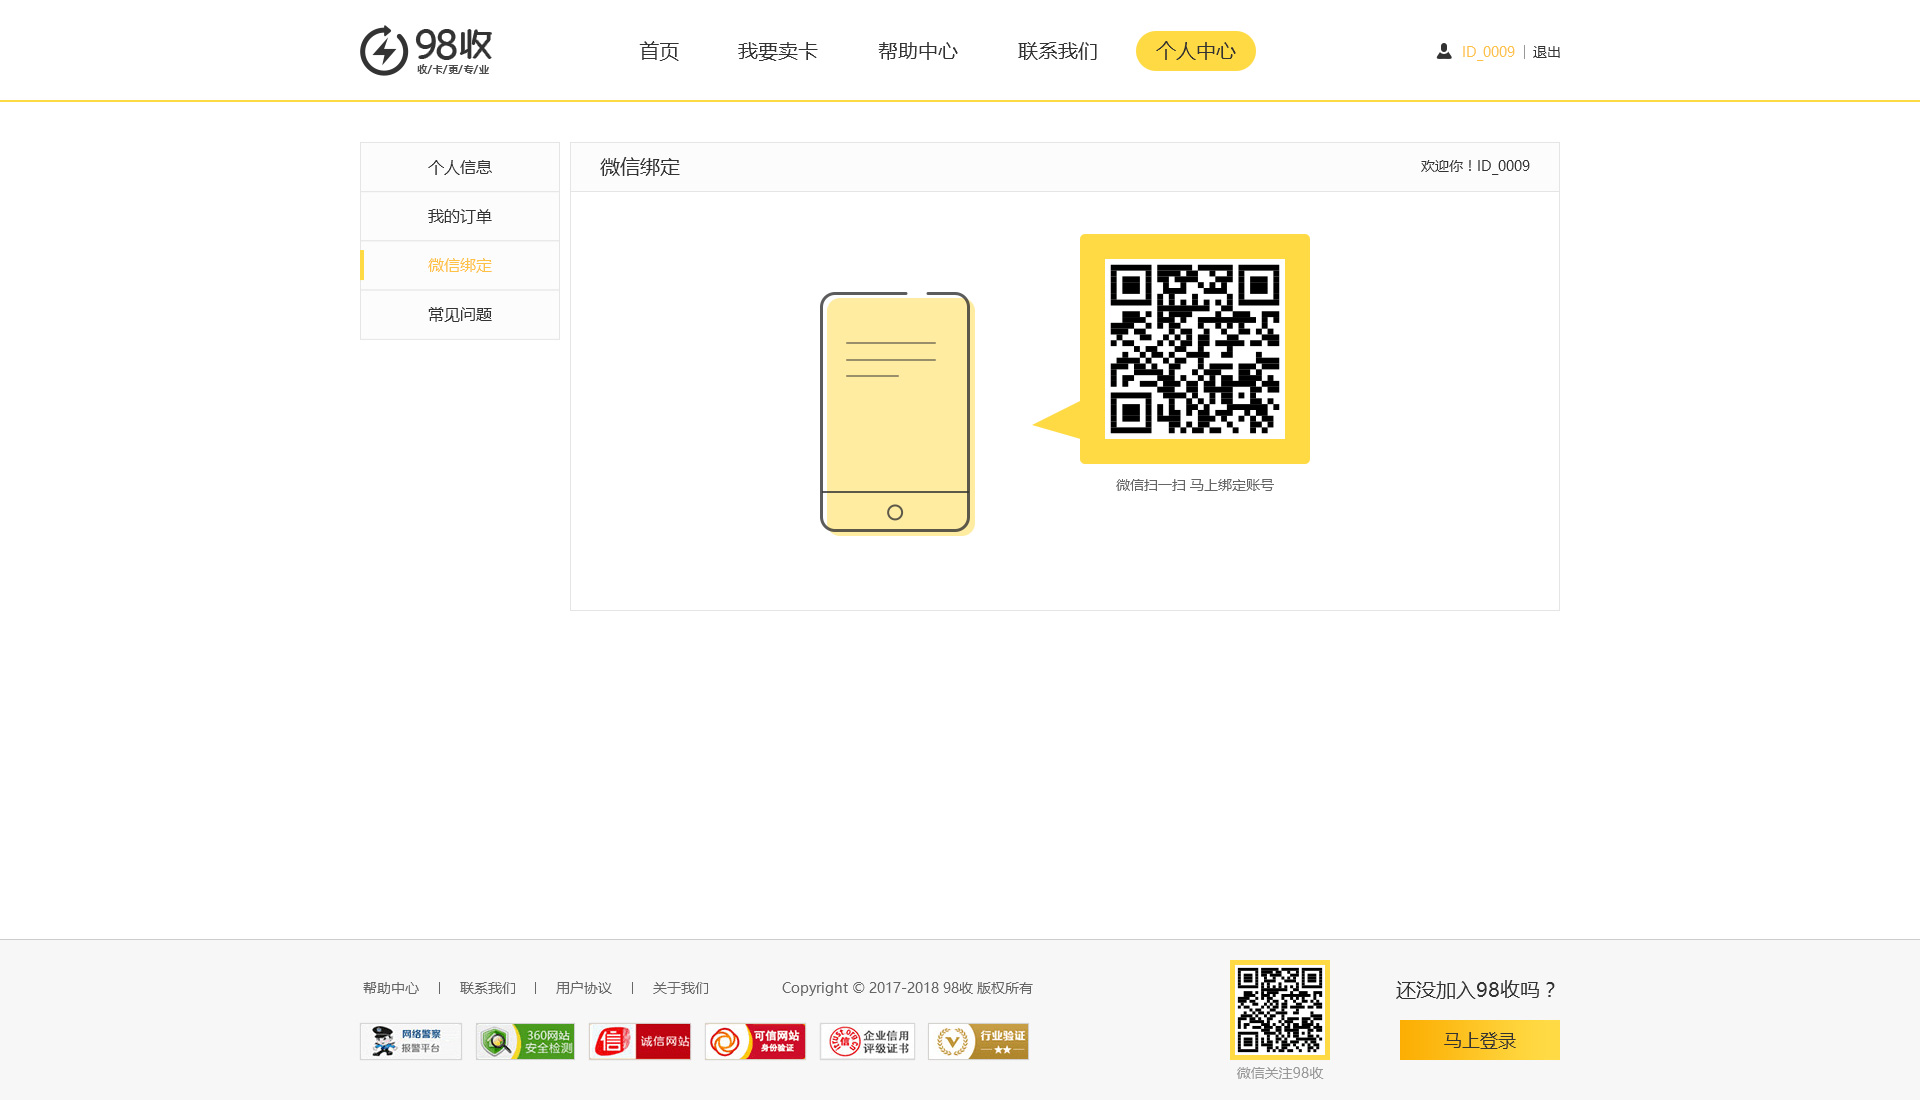 98收
收/卡/更/专/业
首页 我要卖卡 帮助中心 联系我们 个人中心
ID_0009 | 退出
个人信息
我的订单
微信绑定
常见问题
微信绑定
欢迎你！ID_0009
微信扫一扫 马上绑定账号
帮助中心 | 联系我们 | 用户协议 | 关于我们
Copyright © 2017-2018 98收 版权所有
网络警察
报警平台
360网站
安全检测
信 诚信网站
可信网站
身份验证
TRUST OF 信
企业信用
评级证书
V 行业验证
微信关注98收
还没加入98收吗？
马上登录